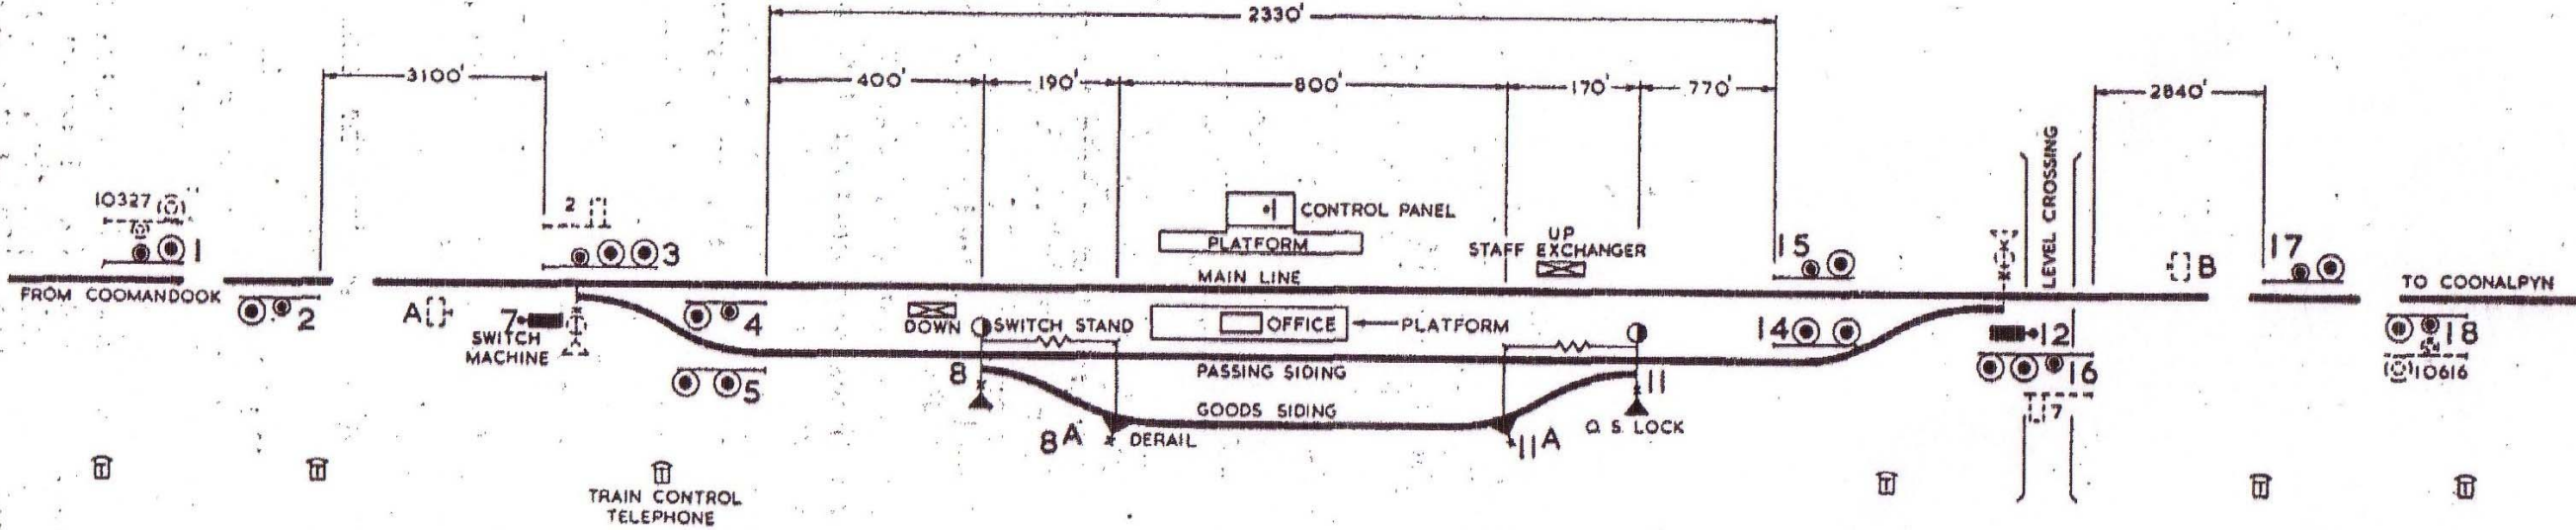 2330'
3100'
400'
190'
800'
170'
770'
2840'
LEVEL CROSSING
10327
1
2
3
CONTROL PANEL
PLATFORM
UP
STAFF EXCHANGER
15
B
17
MAIN LINE
FROM COOMANDOOK
TO COONALPYN
2
A
7
SWITCH
MACHINE
4
DOWN
SWITCH STAND
OFFICE
PLATFORM
14
12
18
10616
5
8
PASSING SIDING
11
16
7
GOODS SIDING
8A
DERAIL
11A
Q. S. LOCK
T
T
T
T
T
T
TRAIN CONTROL
TELEPHONE